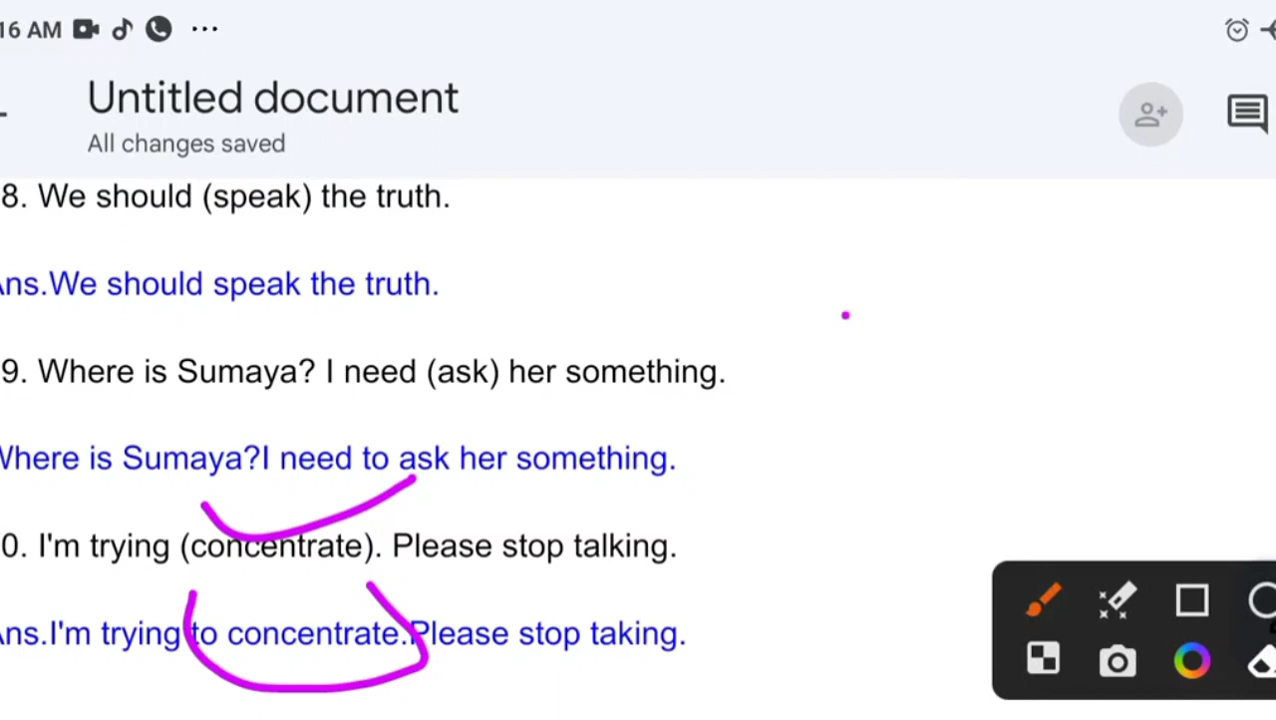 16 AM
Untitled document
All changes saved
8. We should (speak) the truth.
ns.We should speak the truth.
9. Where is Sumaya? I need (ask) her something.
Where is Sumaya?I need to ask her something.
0. I'm trying (concentrate). Please stop talking.
ns.I'm trying to concentrate.Please stop taking.